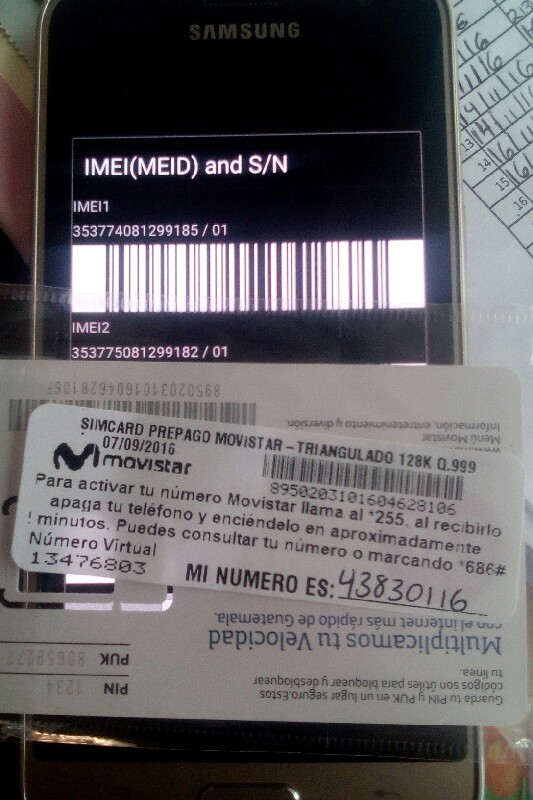 SAMSUNG
IMEI(MEID) and S/N
IMEI1
353774081299185 / 01
IMEI2
353775081299182 / 01
8950203101604628106F
Menú Movistar
Información, entretenimiento y diversión.
SIMCARD PREPAGO MOVISTAR - TRIANGULADO 128K Q.999
07/09/2016
movistar
8950203101604628106
Para activar tu número Movistar llama al *255, al recibirlo
apaga tu teléfono y enciéndelo en aproximadamente
! minutos. Puedes consultar tu número o marcando *686#
Número Virtual
13476803
MI NUMERO ES: 43830116
con el internet más rápido de Guatemala.
Multiplicamos tu Velocidad
PUK
PIN 1234
Guarda tu PIN y PUK en un lugar seguro.Estos
códigos son útiles para bloquear y desbloquear
tu línea.
13
14
15
16